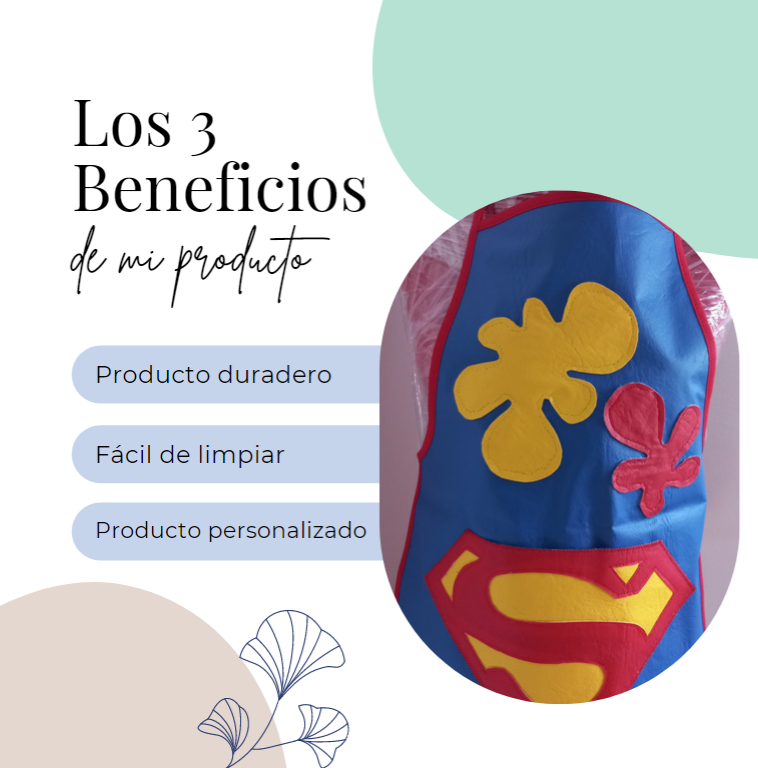 Los 3
Beneficios
de mi producto
Producto duradero
Fácil de limpiar
Producto personalizado